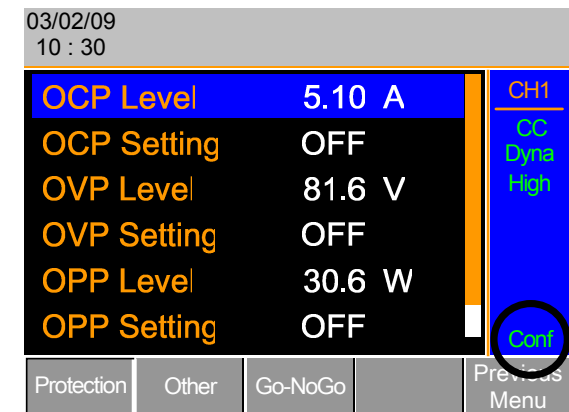 03/02/09
10 : 30
OCP Level 5.10 A
OCP Setting OFF
OVP Level 81.6 V
OVP Setting OFF
OPP Level 30.6 W
OPP Setting OFF
CH1
CC
Dyna
High
Conf
Protection Other Go-NoGo Previous
Menu